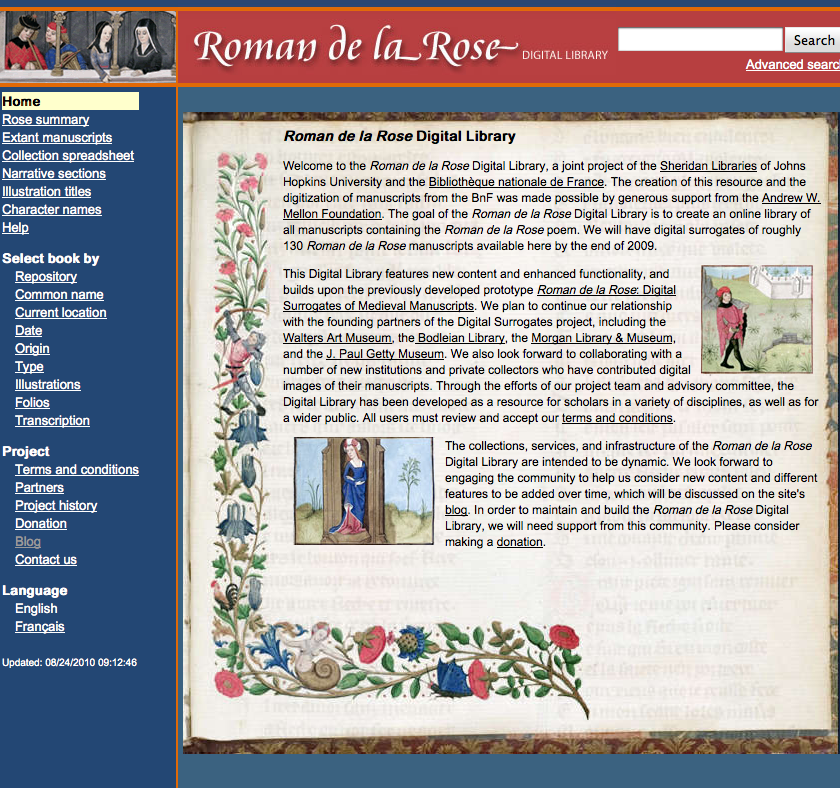 Roman de la Rose DIGITAL LIBRARY
Search
Advanced searc
Home
Rose summary
Extant manuscripts
Collection spreadsheet
Narrative sections
Illustration titles
Character names
Help
Select book by
Repository
Common name
Current location
Date
Origin
Type
Illustrations
Folios
Transcription
Project
Terms and conditions
Partners
Project history
Donation
Blog
Contact us
Language
English
Français
Updated: 08/24/2010 09:12:46
Roman de la Rose Digital Library
Welcome to the Roman de la Rose Digital Library, a joint project of the Sheridan Libraries of Johns
Hopkins University and the Bibliothèque nationale de France. The creation of this resource and the
digitization of manuscripts from the BnF was made possible by generous support from the Andrew W.
Mellon Foundation. The goal of the Roman de la Rose Digital Library is to create an online library of
all manuscripts containing the Roman de la Rose poem. We will have digital surrogates of roughly
130 Roman de la Rose manuscripts available here by the end of 2009.
This Digital Library features new content and enhanced functionality, and
builds upon the previously developed prototype Roman de la Rose: Digital
Surrogates of Medieval Manuscripts. We plan to continue our relationship
with the founding partners of the Digital Surrogates project, including the
Walters Art Museum, the Bodleian Library, the Morgan Library & Museum,
and the J. Paul Getty Museum. We also look forward to collaborating with a
number of new institutions and private collectors who have contributed digital
images of their manuscripts. Through the efforts of our project team and advisory committee, the
Digital Library has been developed as a resource for scholars in a variety of disciplines, as well as for
a wider public. All users must review and accept our terms and conditions.
The collections, services, and infrastructure of the Roman de la Rose
Digital Library are intended to be dynamic. We look forward to
engaging the community to help us consider new content and different
features to be added over time, which will be discussed on the site's
blog. In order to maintain and build the Roman de la Rose Digital
Library, we will need support from this community. Please consider
making a donation.